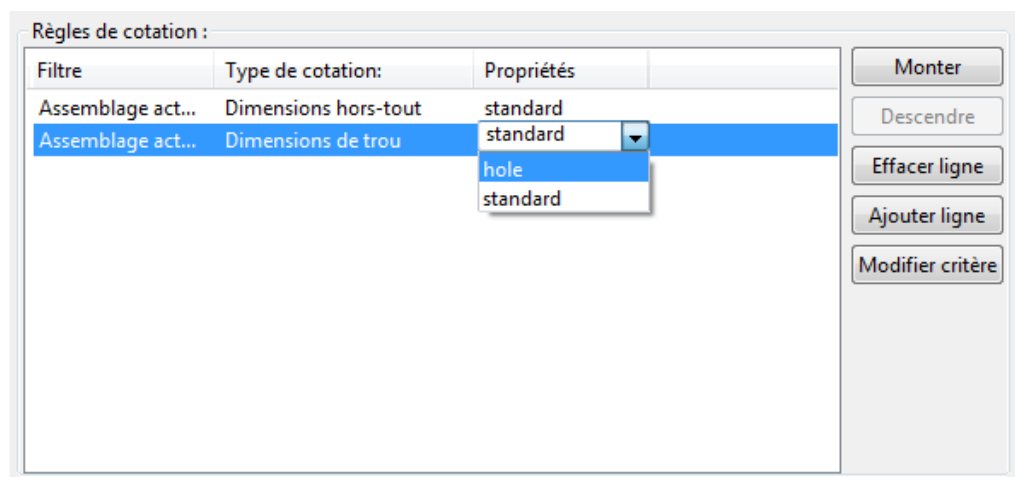 Règles de cotation :
Filtre Type de cotation: Propriétés
Assemblage act... Dimensions hors-tout standard
Assemblage act... Dimensions de trou standard
hole
standard
Monter
Descendre
Effacer ligne
Ajouter ligne
Modifier critère